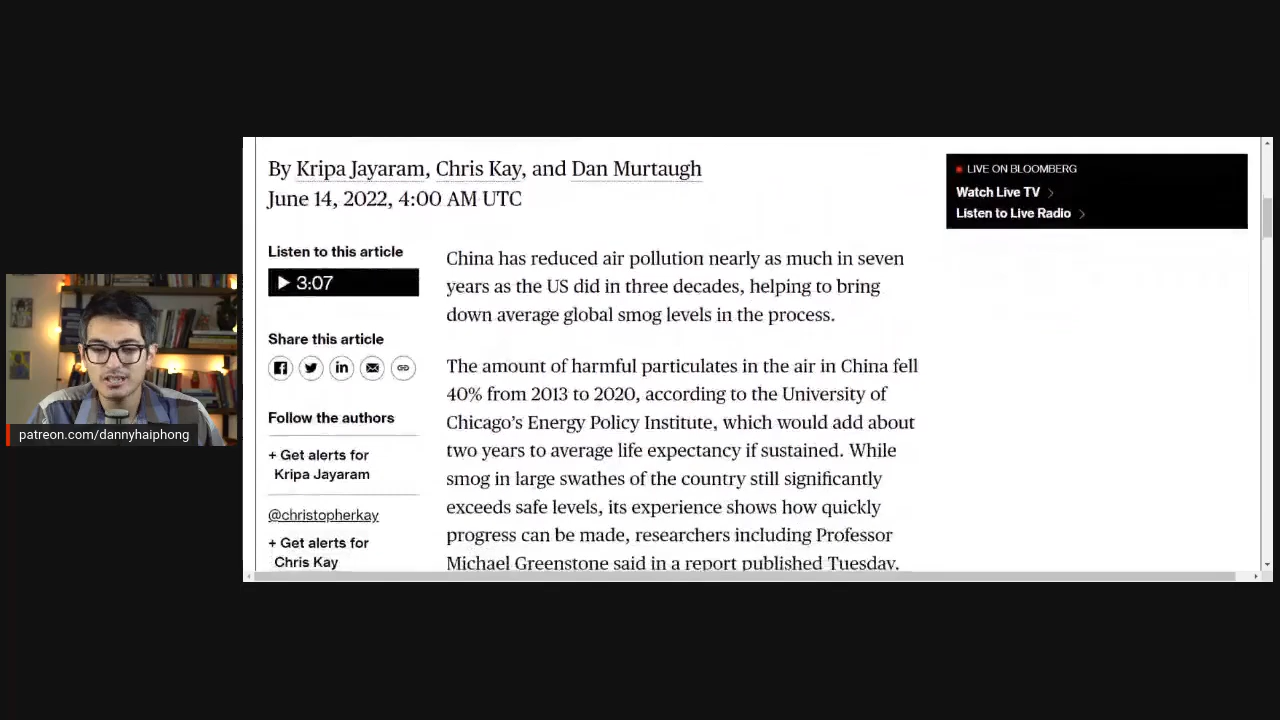 By Kripa Jayaram, Chris Kay, and Dan Murtaugh
June 14, 2022, 4:00 AM UTC
LIVE ON BLOOMBERG
Watch Live TV
Listen to Live Radio
Listen to this article
3:07
Share this article
Follow the authors
+ Get alerts for
Kripa Jayaram
@christopherkay
+ Get alerts for
Chris Kay
China has reduced air pollution nearly as much in seven
years as the US did in three decades, helping to bring
down average global smog levels in the process.
The amount of harmful particulates in the air in China fell
40% from 2013 to 2020, according to the University of
Chicago’s Energy Policy Institute, which would add about
two years to average life expectancy if sustained. While
smog in large swathes of the country still significantly
exceeds safe levels, its experience shows how quickly
progress can be made, researchers including Professor
Michael Greenstone said in a report published Tuesday.
patreon.com/dannyhaiphong